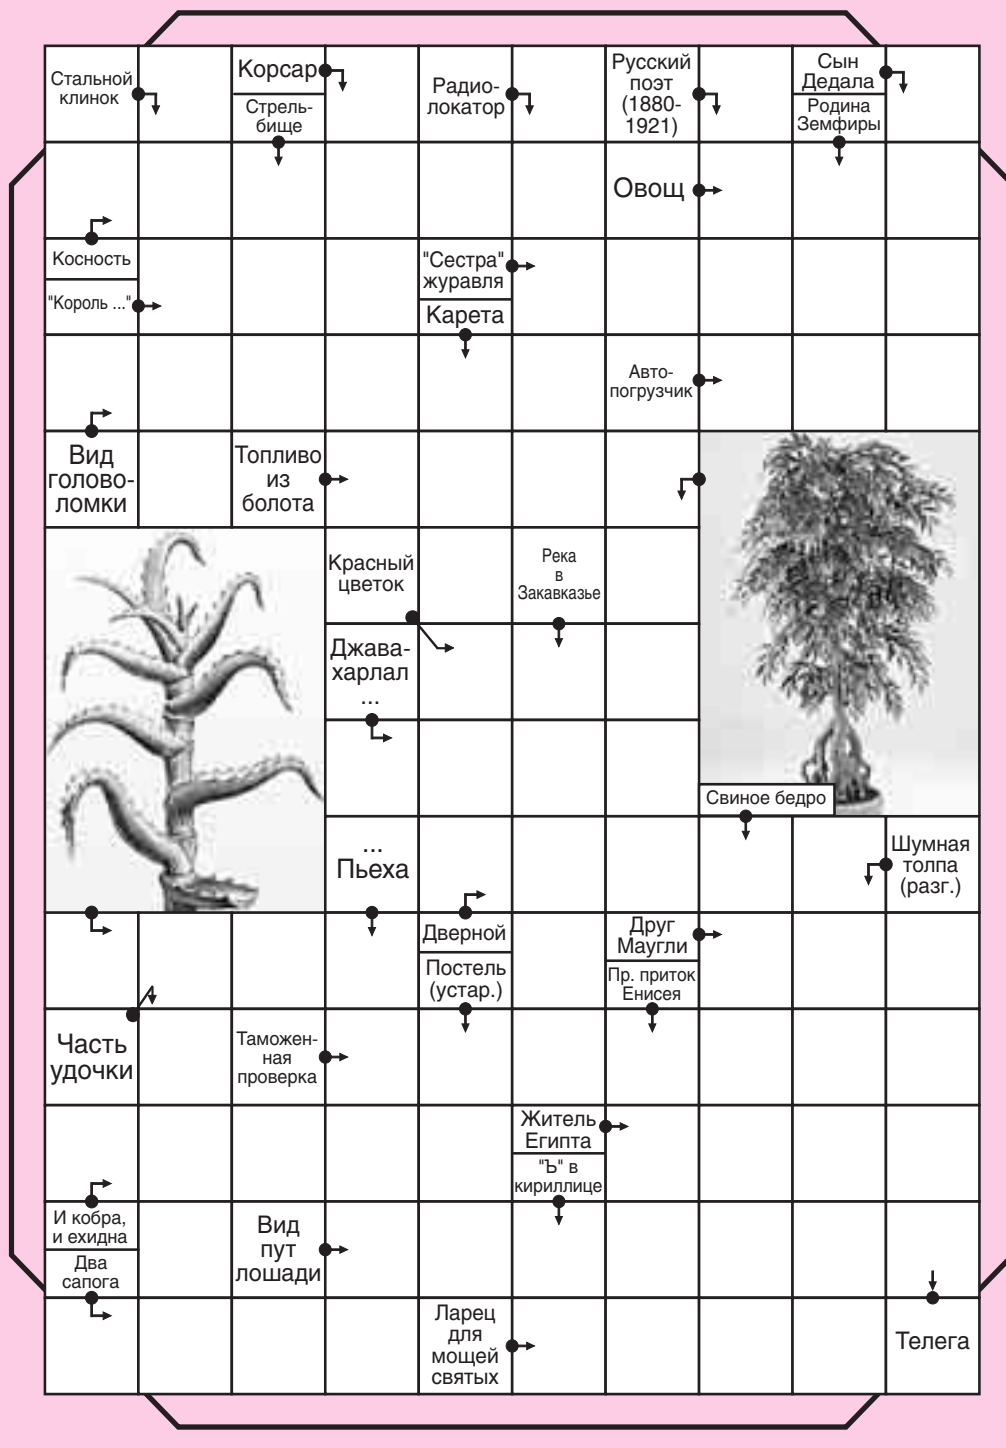 Стальной
клинок
Корсар
Стрель-
бище
Радио-
локатор
Русский
поэт
(1880-
1921)
Сын
Дедала
Родина
Земфиры
Овощ
Косность
"Король ..."
"Сестра"
журавля
Карета
Авто-
погрузчик
Вид
голово-
ломки
Топливо
из
болота
Красный
цветок
Река
в
Закавказье
Джава-
харлал
...
Свиное бедро
...
Пьеха
Шумная
толпа
(разг.)
Дверной
Постель
(устар.)
Друг
Маугли
Пр. приток
Енисея
Часть
удочки
Таможен-
ная
проверка
Житель
Египта
"Ъ" в
кириллице
И кобра,
и ехидна
Два
сапога
Вид
пут
лошади
Ларец
для
мощей
святых
Телега